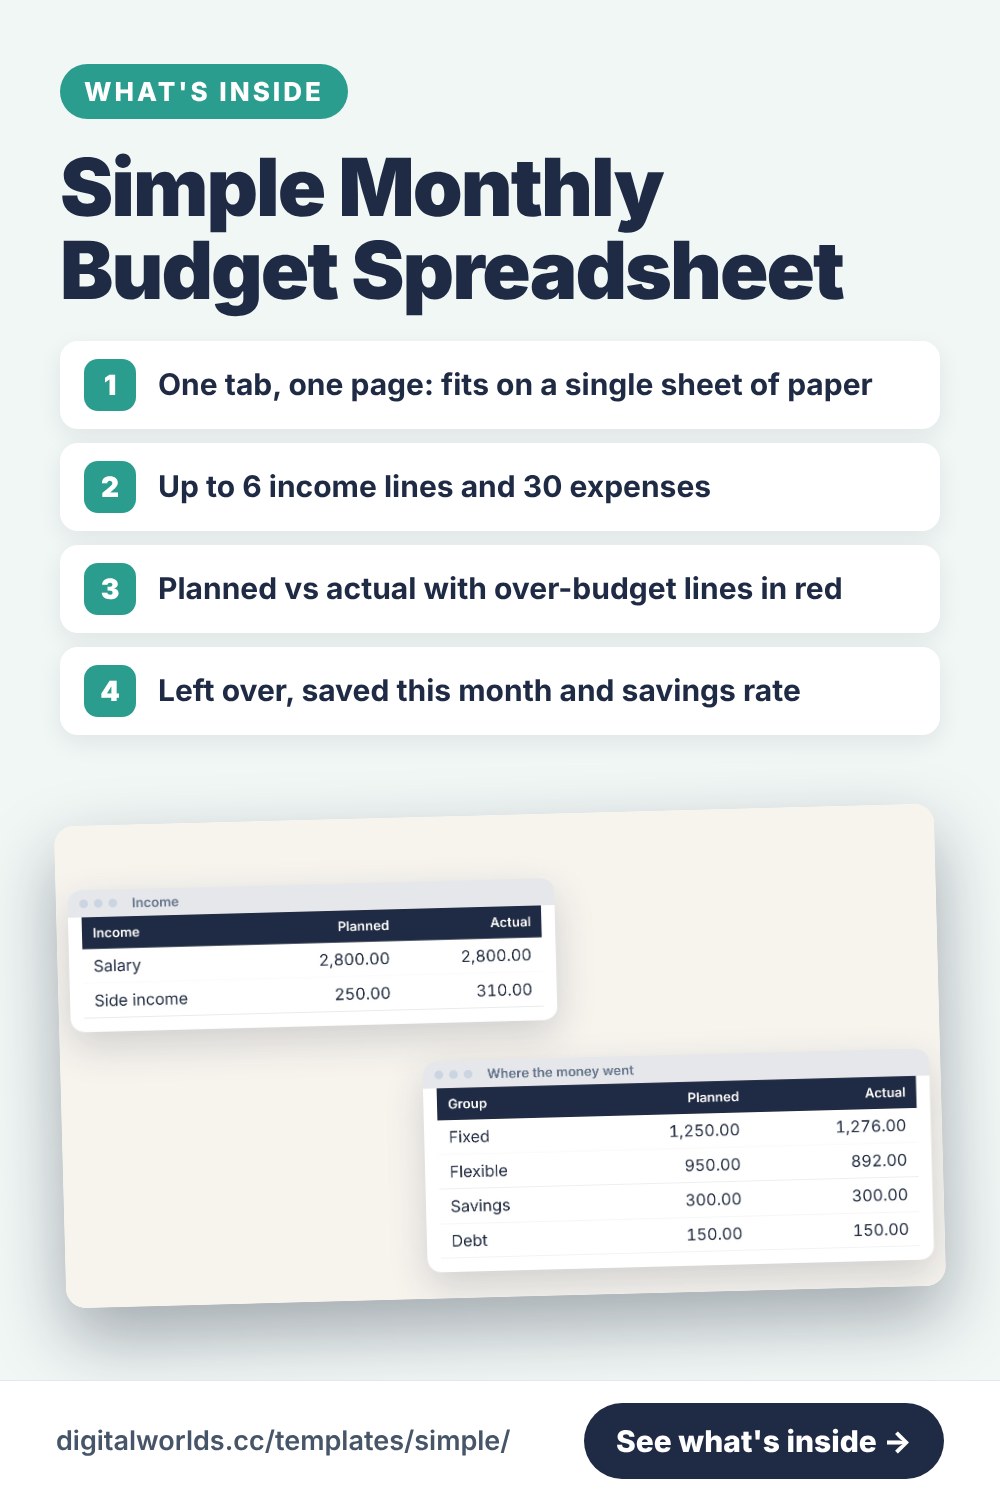 WHAT'S INSIDE
Simple Monthly
Budget Spreadsheet
1 One tab, one page: fits on a single sheet of paper
2 Up to 6 income lines and 30 expenses
3 Planned vs actual with over-budget lines in red
4 Left over, saved this month and savings rate
Income
Income Planned Actual
Salary 2,800.00 2,800.00
Side income 250.00 310.00
Where the money went
Group Planned Actual
Fixed 1,250.00 1,276.00
Flexible 950.00 892.00
Savings 300.00 300.00
Debt 150.00 150.00
digitalworlds.cc/templates/simple/
See what's inside →